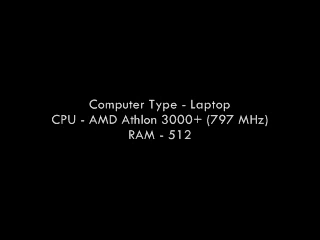 Computer Type - Laptop
CPU - AMD Athlon 3000+ (797 MHz)
RAM - 512